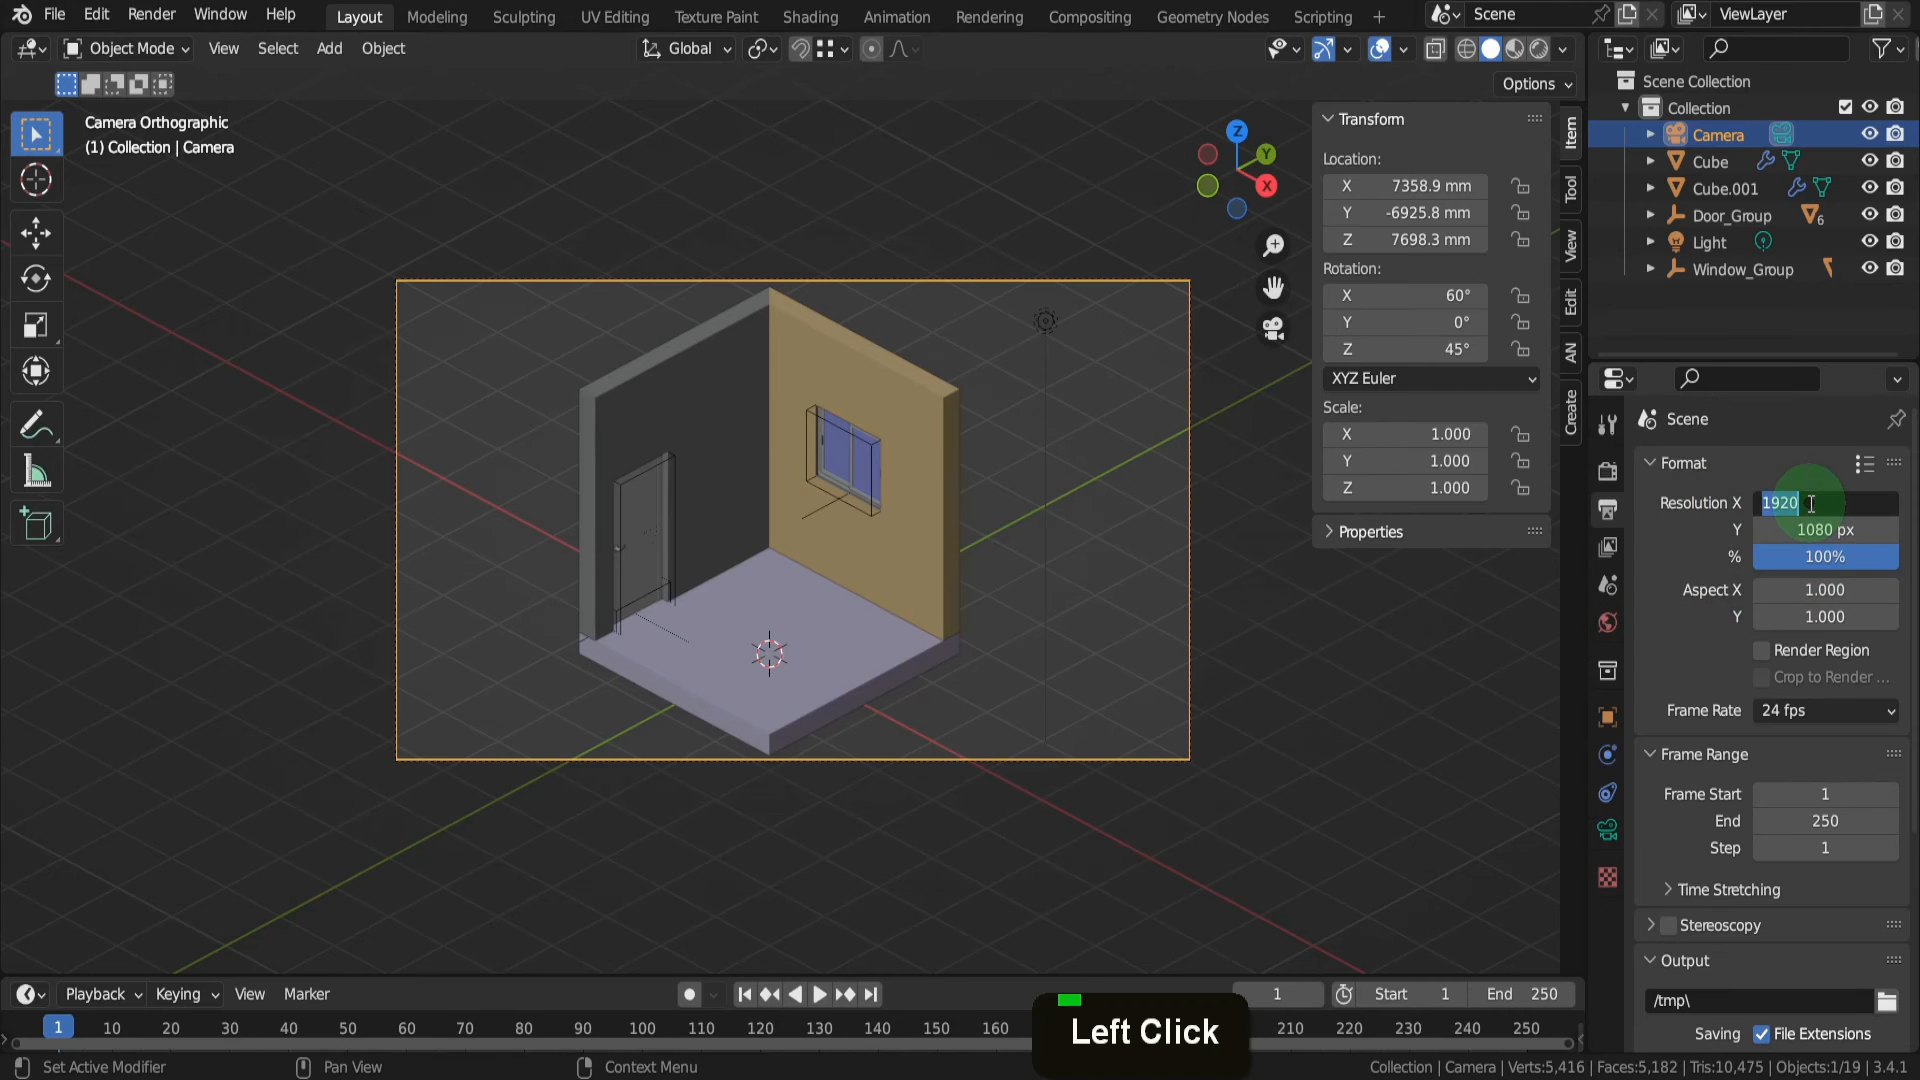 File Edit Render Window Help Layout Modeling Sculpting UV Editing Texture Paint Shading Animation Rendering Compositing Geometry Nodes Scripting + Scene ViewLayer
Object Mode View Select Add Object Global
Options
Camera Orthographic
(1) Collection | Camera
Z
Y
X
Transform
Location:
X 7358.9 mm
Y -6925.8 mm
Z 7698.3 mm
Rotation:
X 60°
Y 0°
Z 45°
XYZ Euler
Scale:
X 1.000
Y 1.000
Z 1.000
Properties
Item
Tool
View
Edit
AN
Create
Scene Collection
Collection
Camera
Cube
Cube.001
Door_Group 6
Light
Window_Group
Scene
Format
Resolution X 1920
Y 1080 px
% 100%
Aspect X 1.000
Y 1.000
Render Region
Crop to Render ...
Frame Rate 24 fps
Frame Range
Frame Start 1
End 250
Step 1
Time Stretching
Stereoscopy
Output
/tmp\
Saving File Extensions
Playback Keying View Marker 1 Start 1 End 250
1 10 20 30 40 50 60 70 80 90 100 110 120 130 140 150 160 210 220 230 240 250
Left Click
Set Active Modifier Pan View Context Menu Collection | Camera | Verts:5,416 | Faces:5,182 | Tris:10,475 | Objects:1/19 | 3.4.1